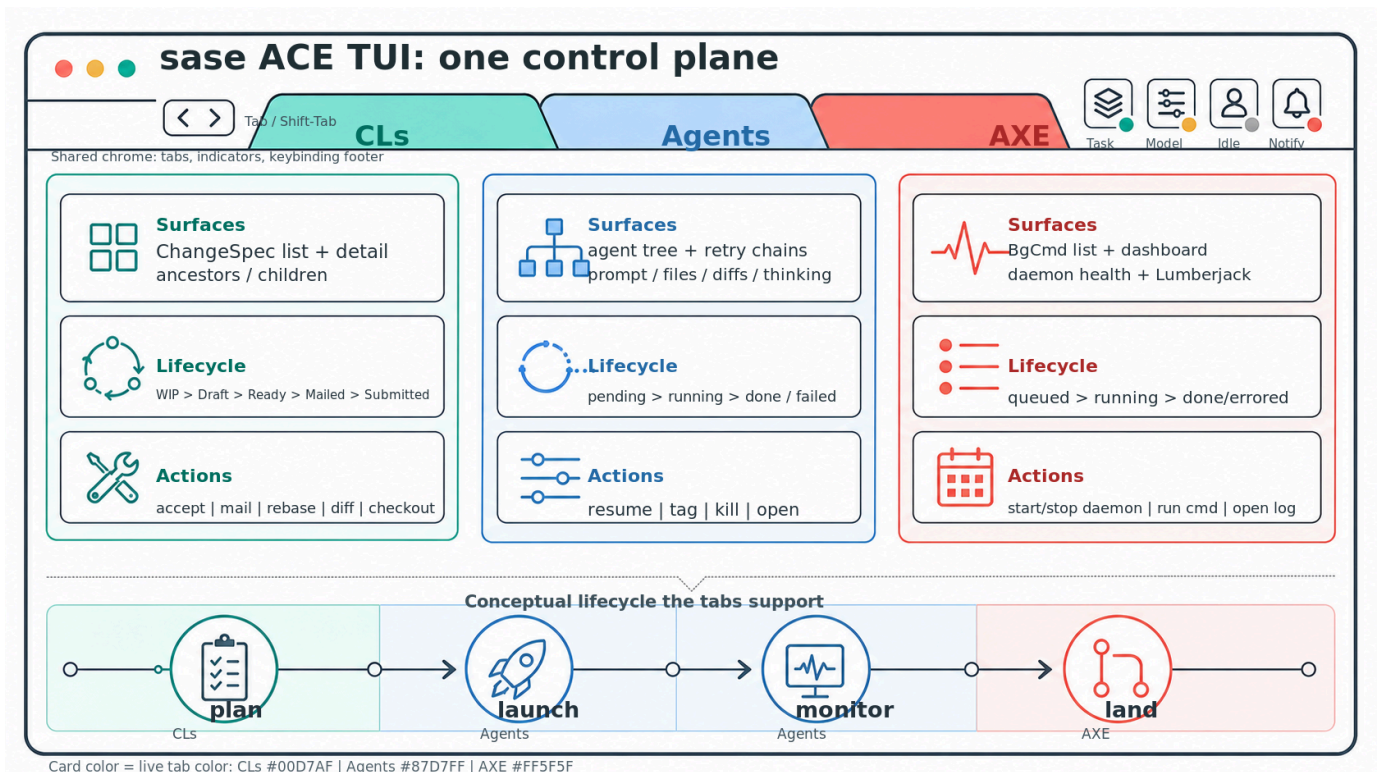 sase ACE TUI: one control plane
Tab / Shift-Tab
CLs
Agents
AXE
Task
Model
Idle
Notify
Shared chrome: tabs, indicators, keybinding footer
Surfaces
ChangeSpec list + detail
ancestors / children
Lifecycle
WIP > Draft > Ready > Mailed > Submitted
Actions
accept | mail | rebase | diff | checkout
Surfaces
agent tree + retry chains
prompt / files / diffs / thinking
Lifecycle
pending > running > done / failed
Actions
resume | tag | kill | open
Surfaces
BgCmd list + dashboard
daemon health + Lumberjack
Lifecycle
queued > running > done/errored
Actions
start/stop daemon | run cmd | open log
Conceptual lifecycle the tabs support
plan
CLs
launch
Agents
monitor
Agents
land
AXE
Card color = live tab color: CLs #00D7AF | Agents #87D7FF | AXE #FF5F5F